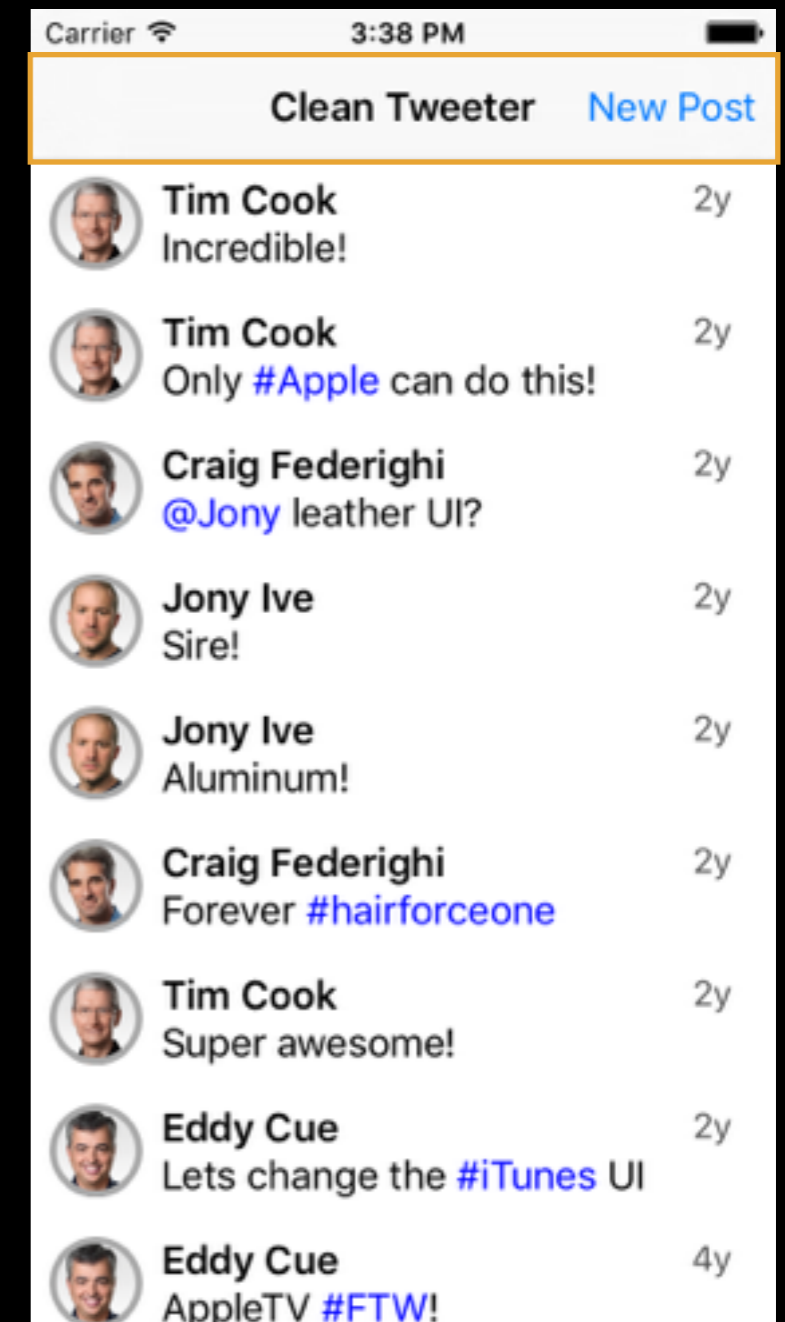 Carrier 3:38 PM
Clean Tweeter New Post
Tim Cook 2y
Incredible!
Tim Cook 2y
Only #Apple can do this!
Craig Federighi 2y
@Jony leather UI?
Jony Ive 2y
Sire!
Jony Ive 2y
Aluminum!
Craig Federighi 2y
Forever #hairforceone
Tim Cook 2y
Super awesome!
Eddy Cue 2y
Lets change the #iTunes UI
Eddy Cue 4y
AppleTV #FTW!